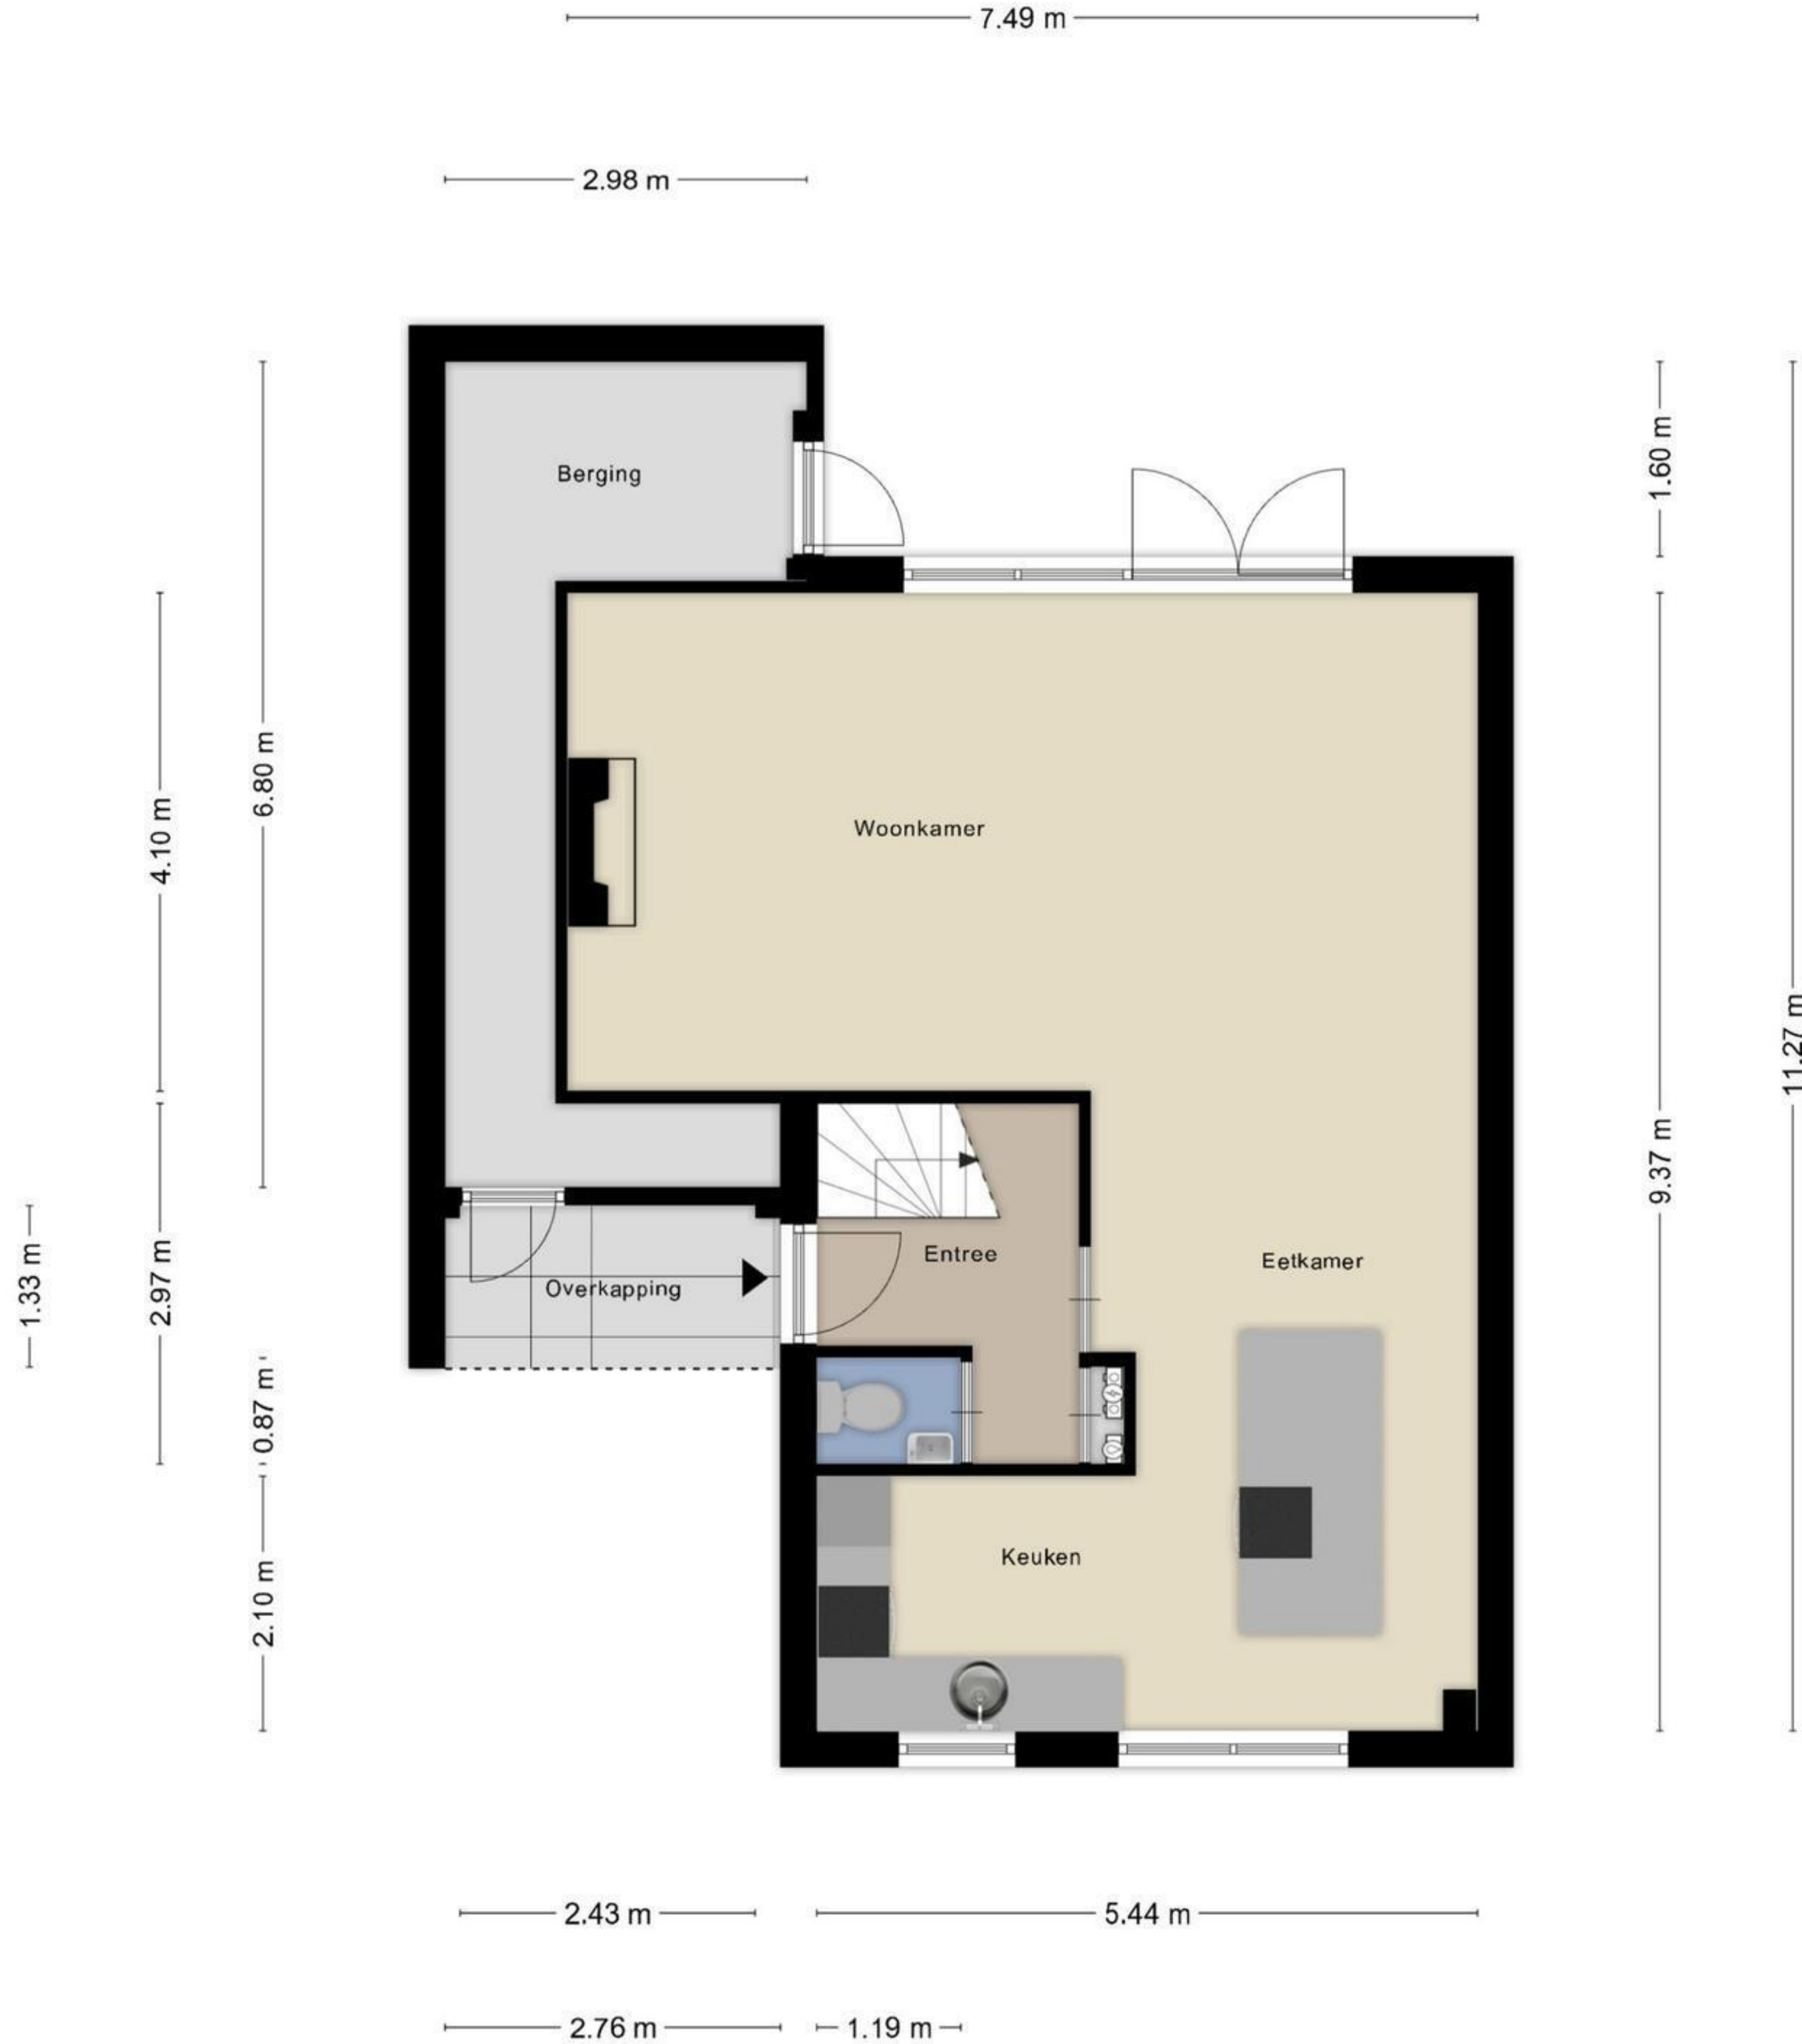 7.49 m
2.98 m
Berging
1.60 m
6.80 m
4.10 m
Woonkamer
11.27 m
9.37 m
Entree
Eetkamer
Overkapping
1.33 m
2.97 m
0.87 m
Keuken
2.10 m
2.43 m
5.44 m
2.76 m
1.19 m